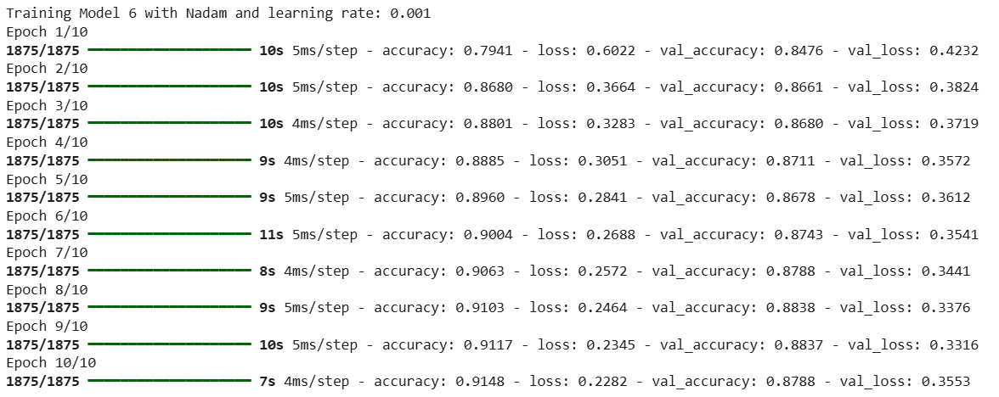 Training Model 6 with Nadam and learning rate: 0.001
Epoch 1/10
1875/1875 ━━━━━━━━━━━━━━━━━━━━ 10s 5ms/step - accuracy: 0.7941 - loss: 0.6022 - val_accuracy: 0.8476 - val_loss: 0.4232
Epoch 2/10
1875/1875 ━━━━━━━━━━━━━━━━━━━━ 10s 5ms/step - accuracy: 0.8680 - loss: 0.3664 - val_accuracy: 0.8661 - val_loss: 0.3824
Epoch 3/10
1875/1875 ━━━━━━━━━━━━━━━━━━━━ 10s 4ms/step - accuracy: 0.8801 - loss: 0.3283 - val_accuracy: 0.8680 - val_loss: 0.3719
Epoch 4/10
1875/1875 ━━━━━━━━━━━━━━━━━━━━ 9s 4ms/step - accuracy: 0.8885 - loss: 0.3051 - val_accuracy: 0.8711 - val_loss: 0.3572
Epoch 5/10
1875/1875 ━━━━━━━━━━━━━━━━━━━━ 9s 5ms/step - accuracy: 0.8960 - loss: 0.2841 - val_accuracy: 0.8678 - val_loss: 0.3612
Epoch 6/10
1875/1875 ━━━━━━━━━━━━━━━━━━━━ 11s 5ms/step - accuracy: 0.9004 - loss: 0.2688 - val_accuracy: 0.8743 - val_loss: 0.3541
Epoch 7/10
1875/1875 ━━━━━━━━━━━━━━━━━━━━ 8s 4ms/step - accuracy: 0.9063 - loss: 0.2572 - val_accuracy: 0.8788 - val_loss: 0.3441
Epoch 8/10
1875/1875 ━━━━━━━━━━━━━━━━━━━━ 9s 5ms/step - accuracy: 0.9103 - loss: 0.2464 - val_accuracy: 0.8838 - val_loss: 0.3376
Epoch 9/10
1875/1875 ━━━━━━━━━━━━━━━━━━━━ 10s 5ms/step - accuracy: 0.9117 - loss: 0.2345 - val_accuracy: 0.8837 - val_loss: 0.3316
Epoch 10/10
1875/1875 ━━━━━━━━━━━━━━━━━━━━ 7s 4ms/step - accuracy: 0.9148 - loss: 0.2282 - val_accuracy: 0.8788 - val_loss: 0.3553